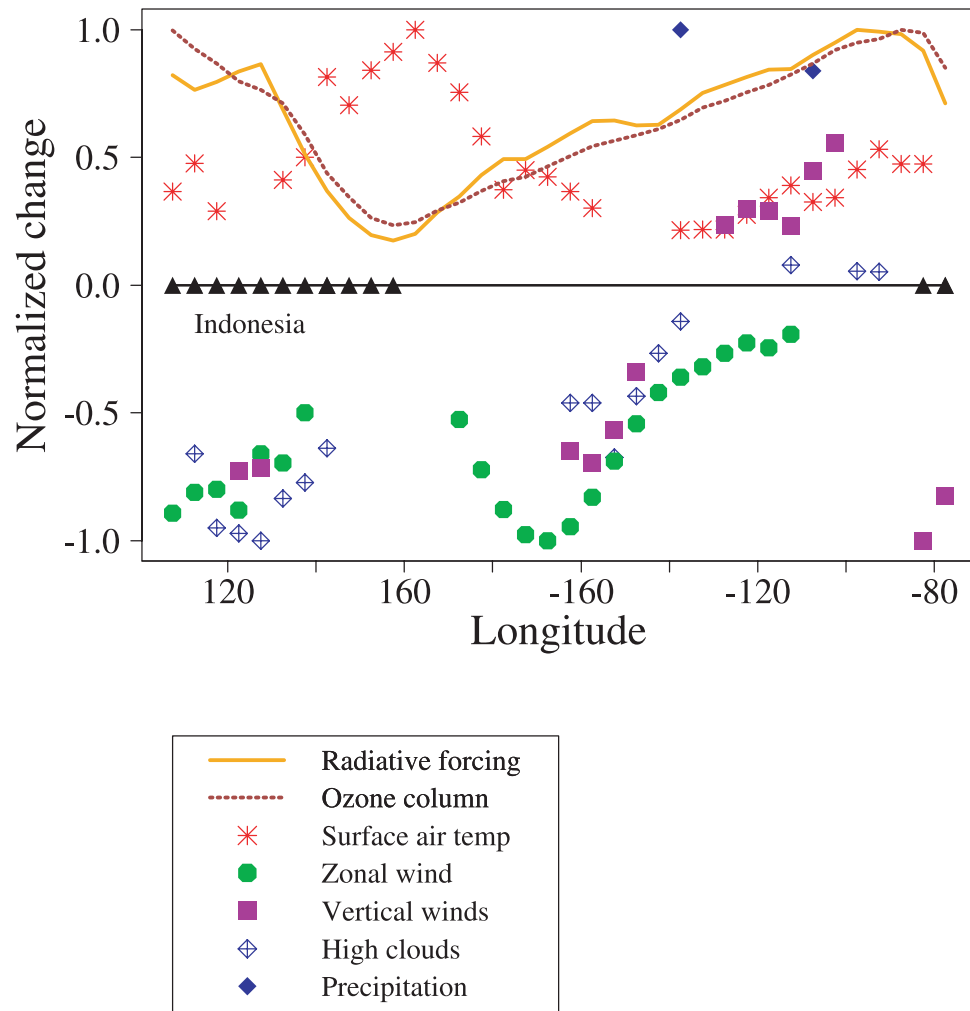 Normalized change
1.0
0.5
0.0
-0.5
-1.0
Indonesia
120
160
-160
-120
-80
Longitude
Radiative forcing
Ozone column
Surface air temp
Zonal wind
Vertical winds
High clouds
Precipitation